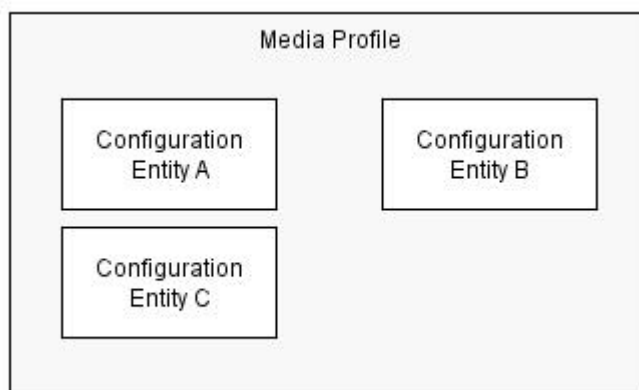 Media Profile
Configuration
Entity A
Configuration
Entity B
Configuration
Entity C